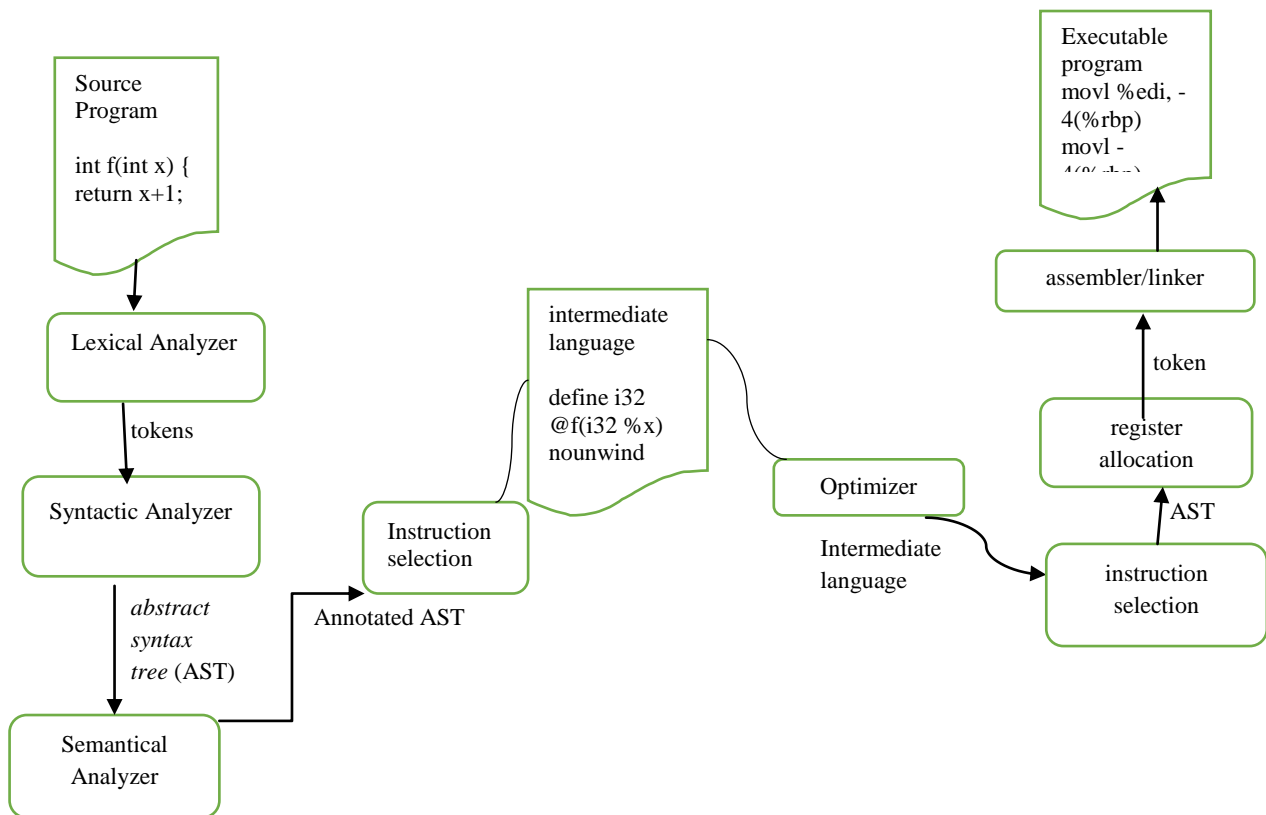 Source
Program
int f(int x) {
return x+1;
Lexical Analyzer
tokens
Syntactic Analyzer
abstract
syntax
tree (AST)
Semantical
Analyzer
Annotated AST
Instruction
selection
intermediate
language
define i32
@f(i32 %x)
nounwind
Optimizer
Intermediate
language
instruction
selection
AST
register
allocation
token
assembler/linker
Executable
program
movl %edi, -
4(%rbp)
movl -
4(%rbp)